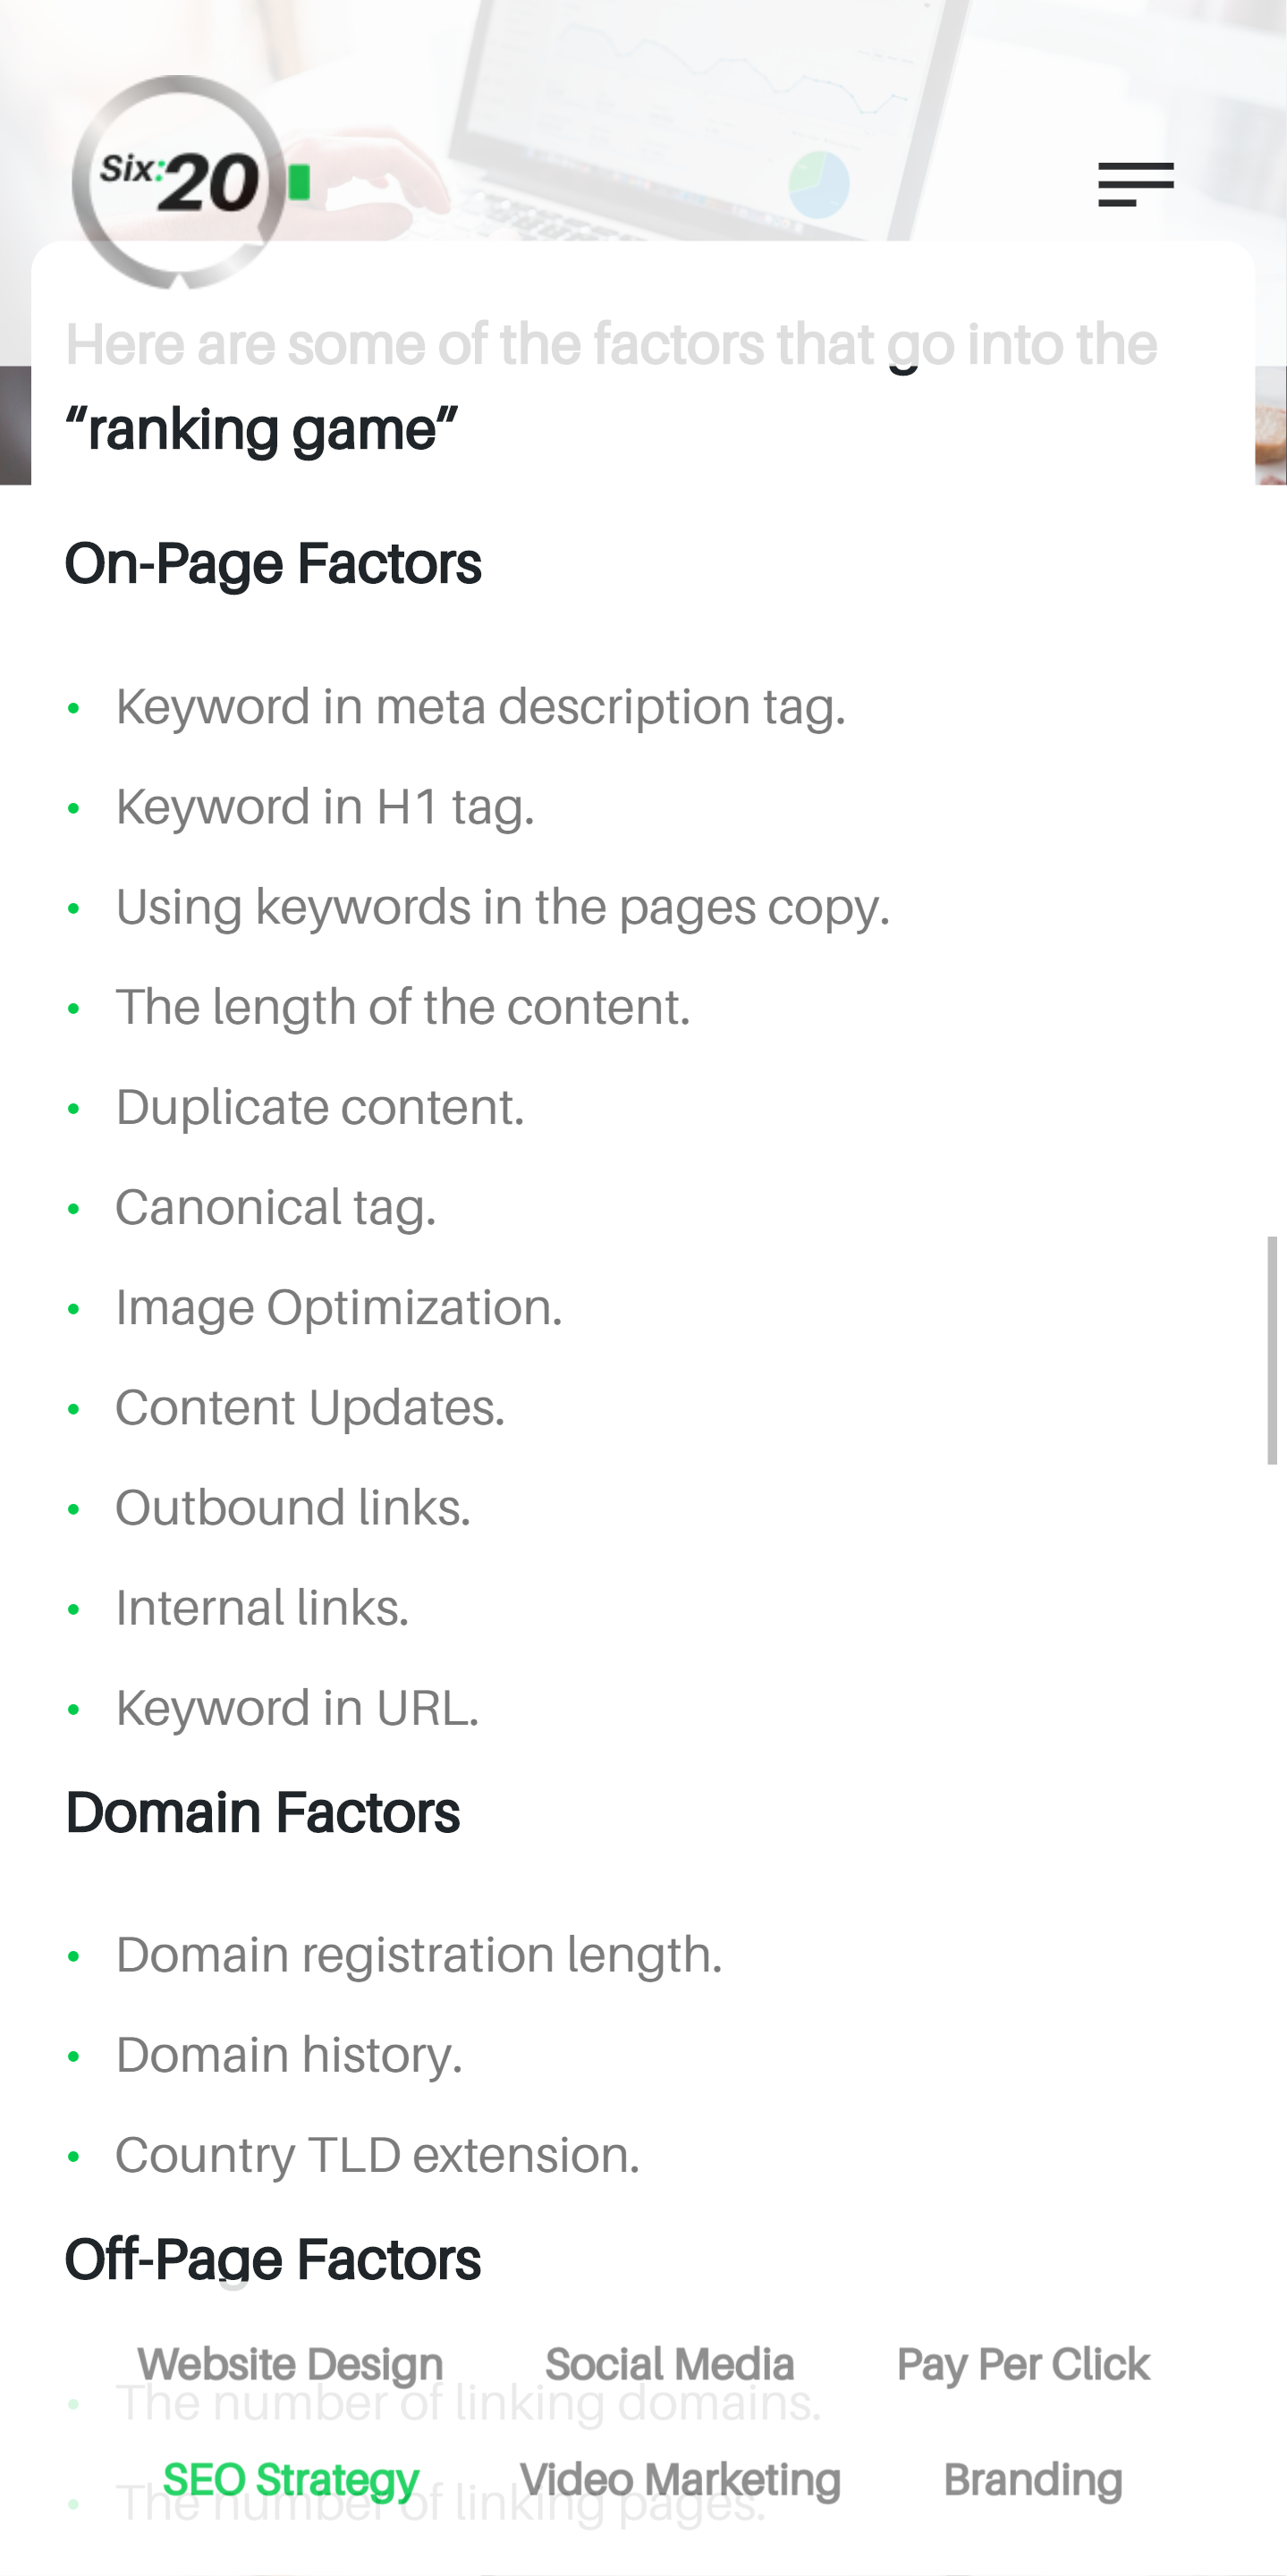 Six:20
Here are some of the factors that go into the
“ranking game”
On-Page Factors
Keyword in meta description tag.
Keyword in H1 tag.
Using keywords in the pages copy.
The length of the content.
Duplicate content.
Canonical tag.
Image Optimization.
Content Updates.
Outbound links.
Internal links.
Keyword in URL.
Domain Factors
Domain registration length.
Domain history.
Country TLD extension.
Off-Page Factors
Website Design Social Media Pay Per Click
The number of linking domains.
SEO Strategy Video Marketing Branding
The number of linking pages.